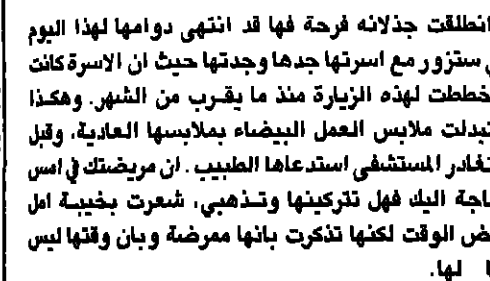 انطلقت جذلانه فرحة فها قد انتهى دوامها لهذا اليوم
ستزور مع اسرتها جدها وجدتها حيث ان الاسرة كانت
خططت لهذه الزيارة منذ ما يقرب من الشهر. وهكذا
تبدلت ملابس العمل البيضاء بملابسها العادية، وقبل
تغادر المستشفى استدعاها الطبيب. ان مريضتك في امس
اجة اليك فهل تتركينها وتذهبي، شعرت بخيبة امل
ض الوقت لكنها تذكرت بانها ممرضة وبان وقتها ليس
لها.